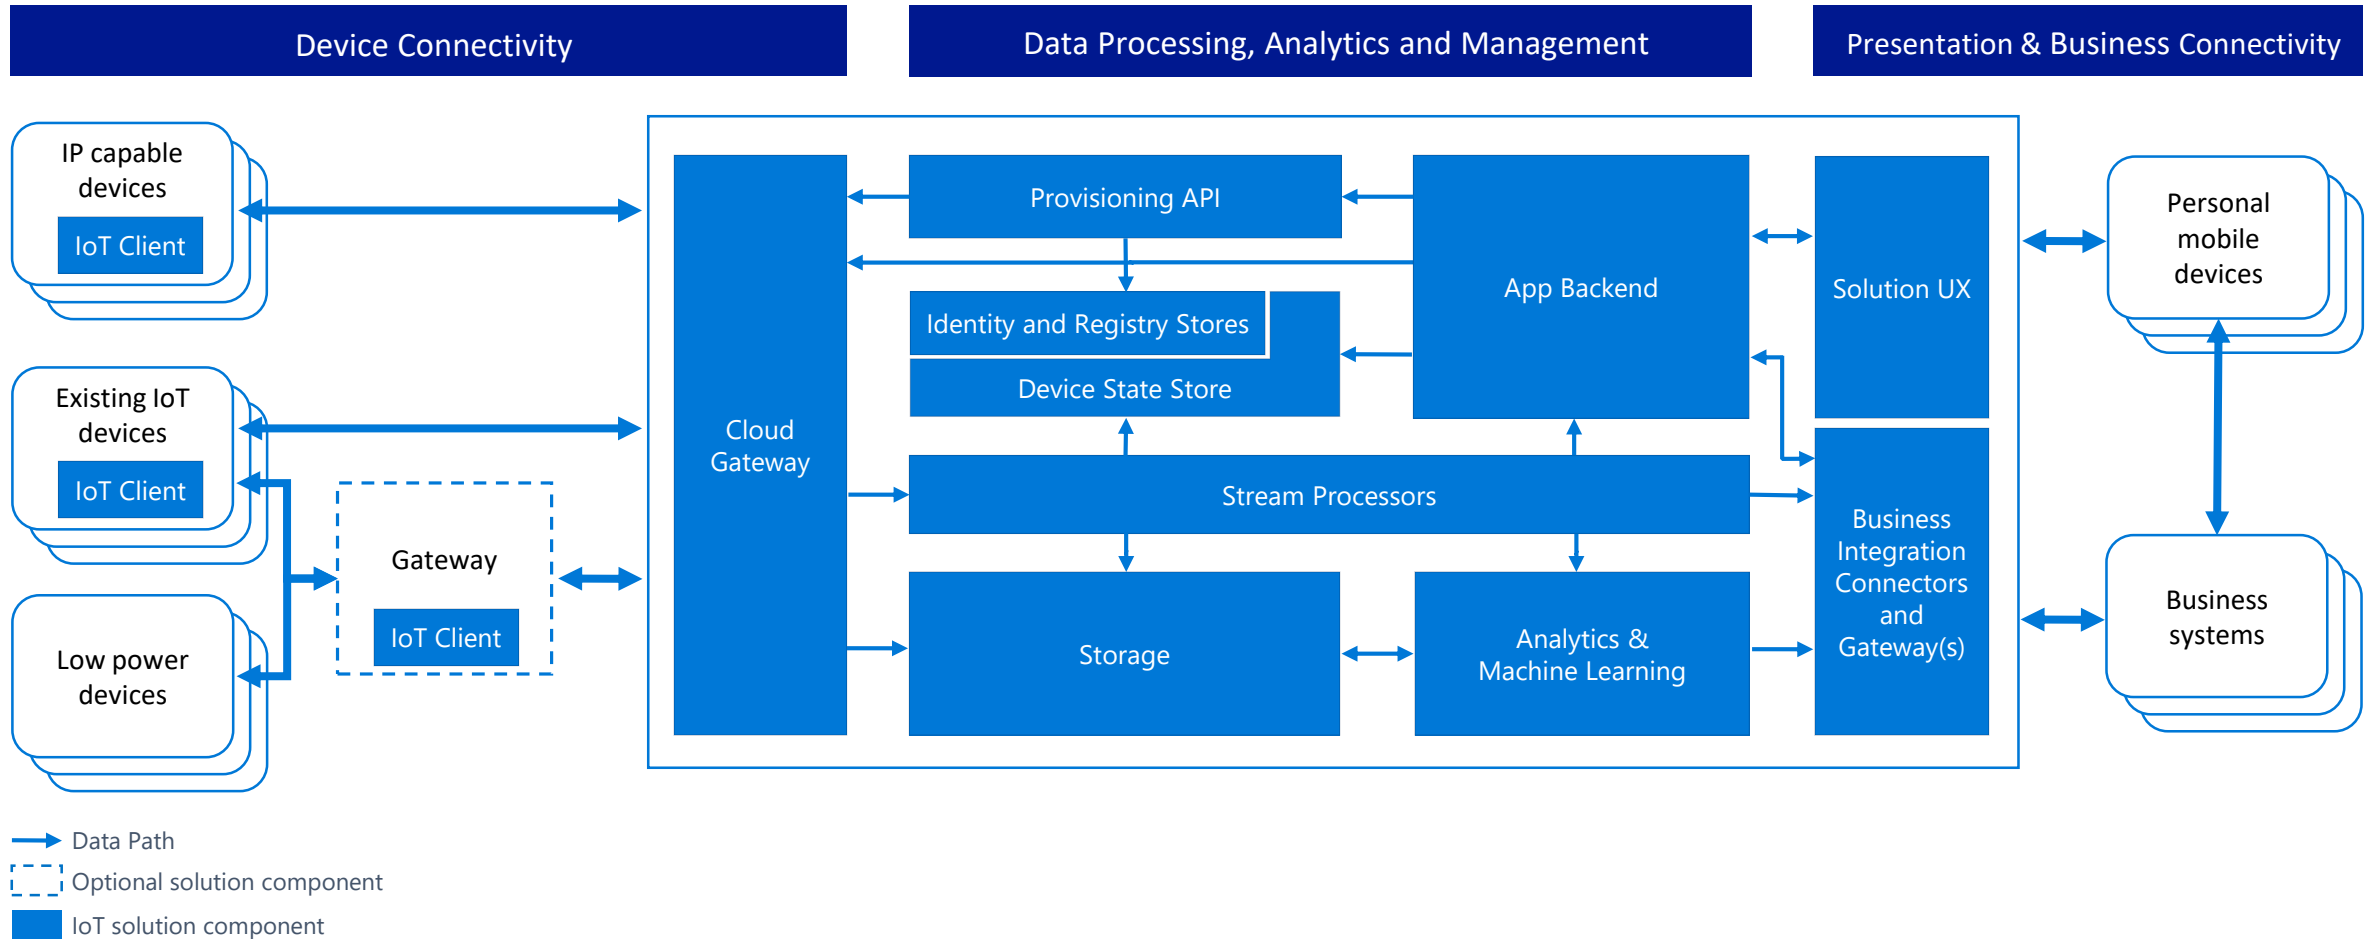 Device Connectivity
Data Processing, Analytics and Management
Presentation & Business Connectivity
IP capable
devices
IoT Client
Existing IoT
devices
IoT Client
Low power
devices
Gateway
IoT Client
Cloud
Gateway
Provisioning API
Identity and Registry Stores
Device State Store
App Backend
Stream Processors
Storage
Analytics &
Machine Learning
Solution UX
Business
Integration
Connectors
and
Gateway(s)
Personal
mobile
devices
Business
systems
Data Path
Optional solution component
IoT solution component